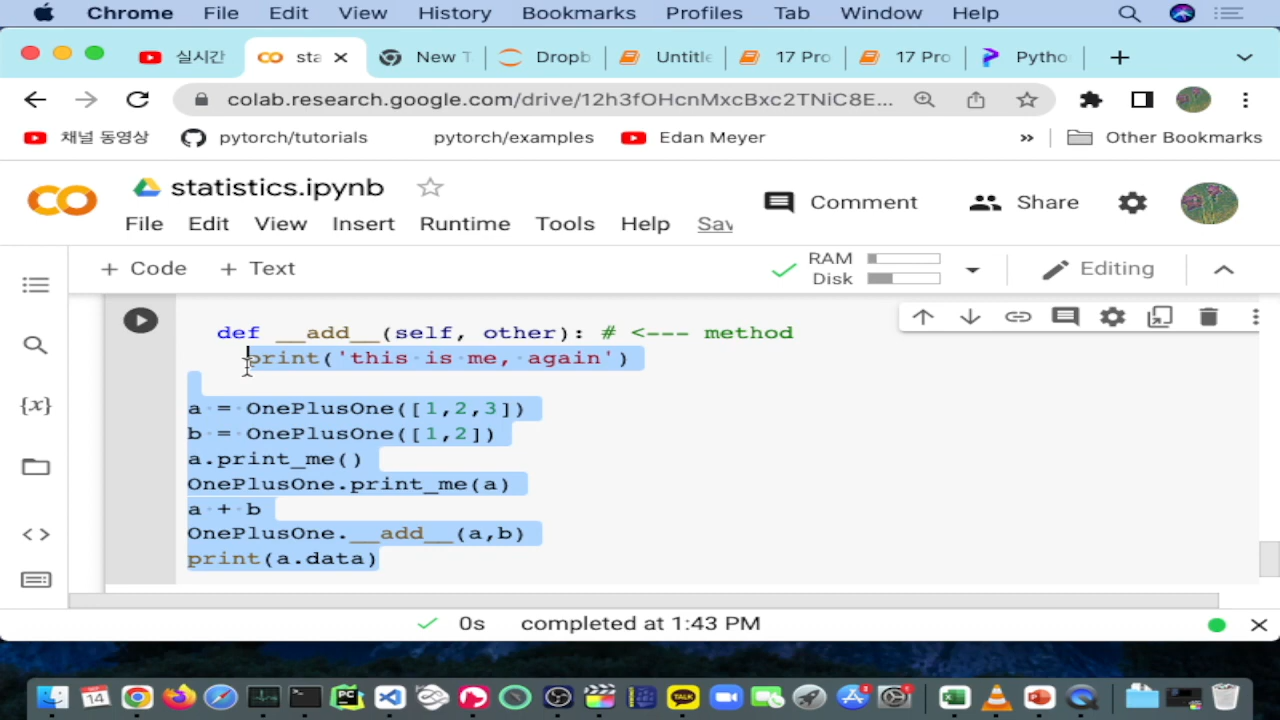 Chrome File Edit View History Bookmarks Profiles Tab Window Help
실시간 sta New T Dropb Untitle 17 Pro 17 Pro Pytho
colab.research.google.com/drive/12h3fOHcnMxcBxc2TNiC8E...
채널 동영상 pytorch/tutorials pytorch/examples Edan Meyer » Other Bookmarks
statistics.ipynb
Comment Share
File Edit View Insert Runtime Tools Help Sav
+ Code + Text RAM Disk Editing
def __add__(self, other): # <--- method
print('this is me, again')
a = OnePlusOne([1,2,3])
b = OnePlusOne([1,2])
a.print_me()
OnePlusOne.print_me(a)
a + b
OnePlusOne.__add__(a,b)
print(a.data)
{x}
0s completed at 1:43 PM
14
PC
TALK